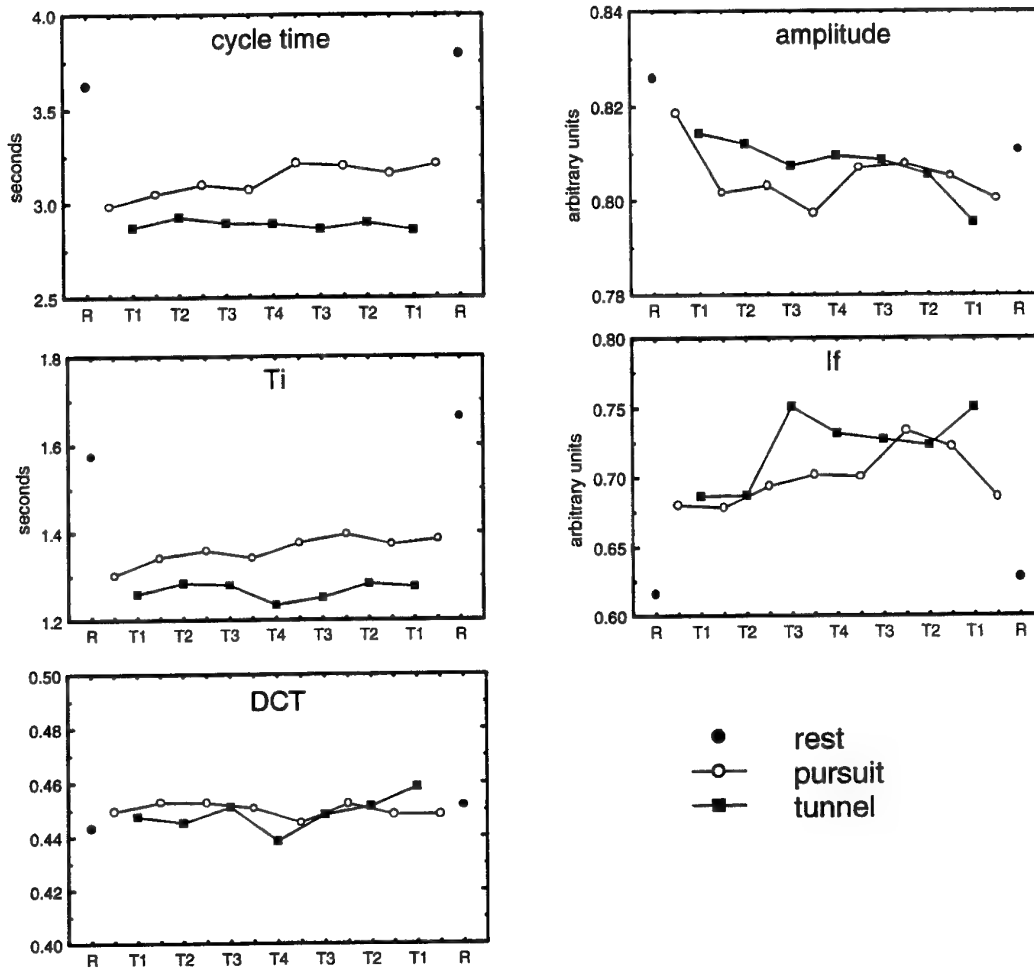 cycle time
4.0
3.5
3.0
2.5
seconds
R T1 T2 T3 T4 T3 T2 T1 R
amplitude
0.84
0.82
0.80
0.78
arbitrary units
R T1 T2 T3 T4 T3 T2 T1 R
Ti
1.8
1.6
1.4
1.2
seconds
R T1 T2 T3 T4 T3 T2 T1 R
If
0.80
0.75
0.70
0.65
0.60
arbitrary units
R T1 T2 T3 T4 T3 T2 T1 R
DCT
0.50
0.48
0.46
0.44
0.42
0.40
R T1 T2 T3 T4 T3 T2 T1 R
rest
pursuit
tunnel